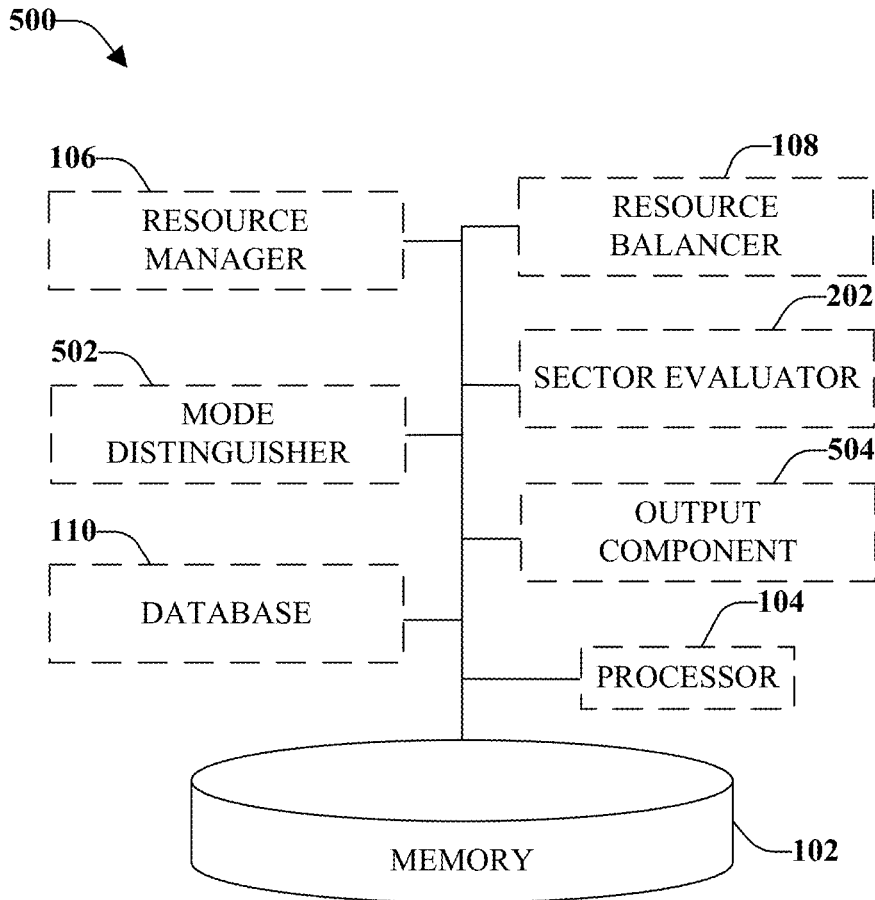 500
106
RESOURCE
MANAGER
108
RESOURCE
BALANCER
502
MODE
DISTINGUISHER
202
SECTOR EVALUATOR
504
OUTPUT
COMPONENT
110
DATABASE
104
PROCESSOR
MEMORY
102